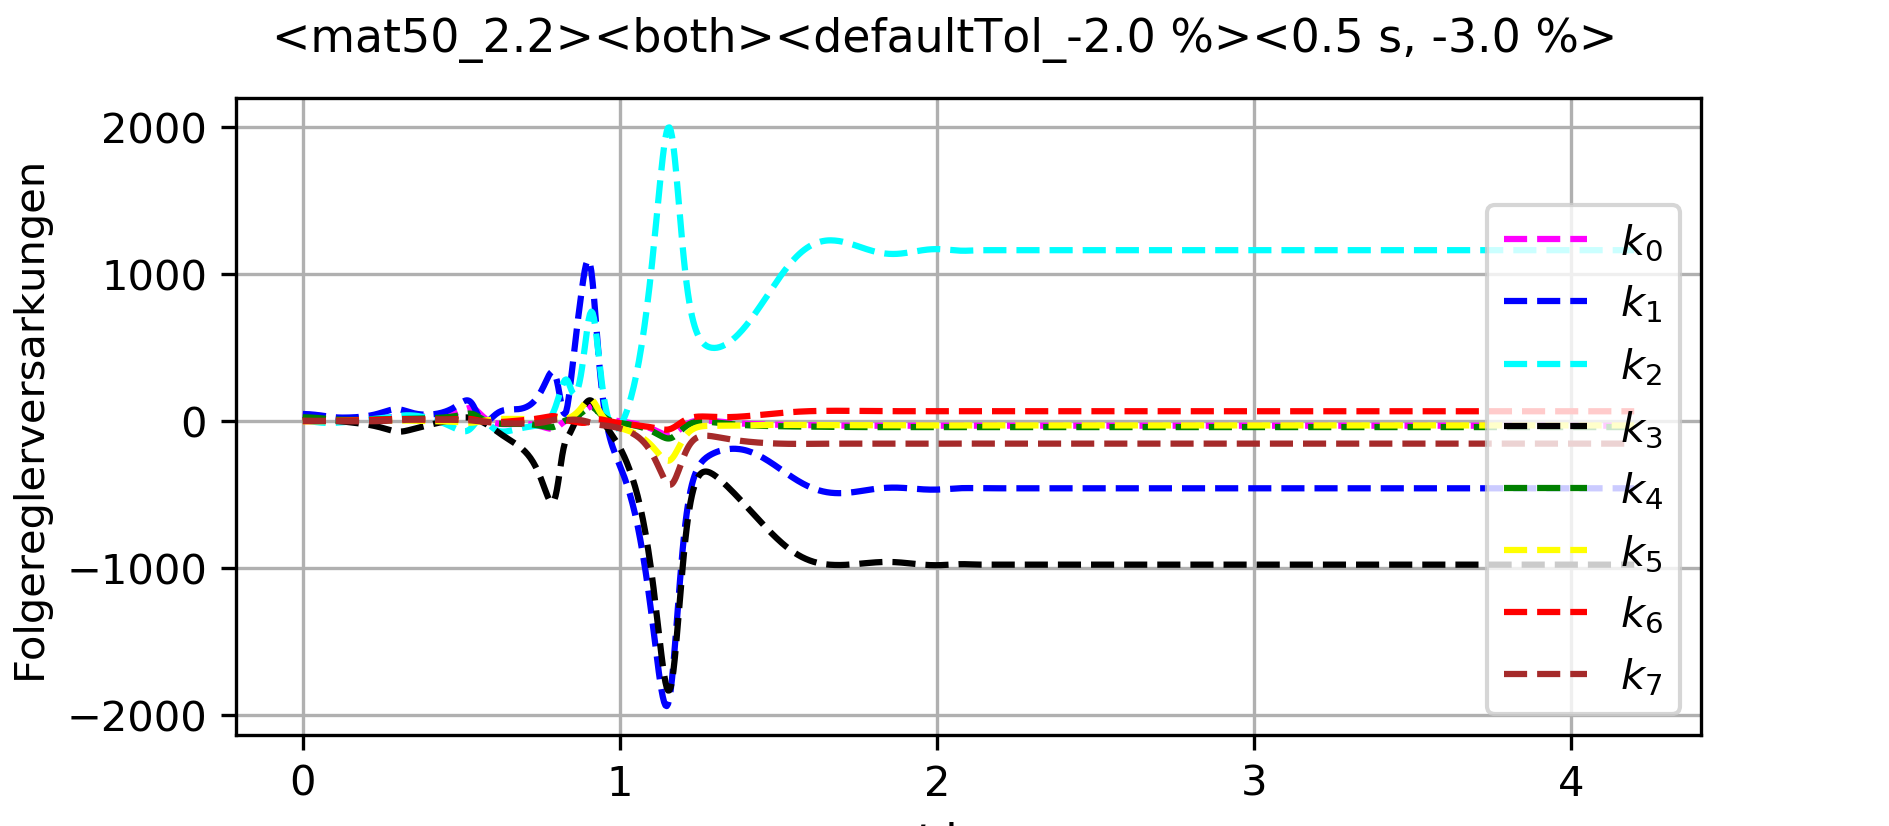 <mat50_2.2><both><defaultTol_-2.0 %><0.5 s, -3.0 %>
Folgereglerversarkungen
2000
1000
0
−1000
−2000
0 1 2 3 4
k0
k1
k2
k3
k4
k5
k6
k7